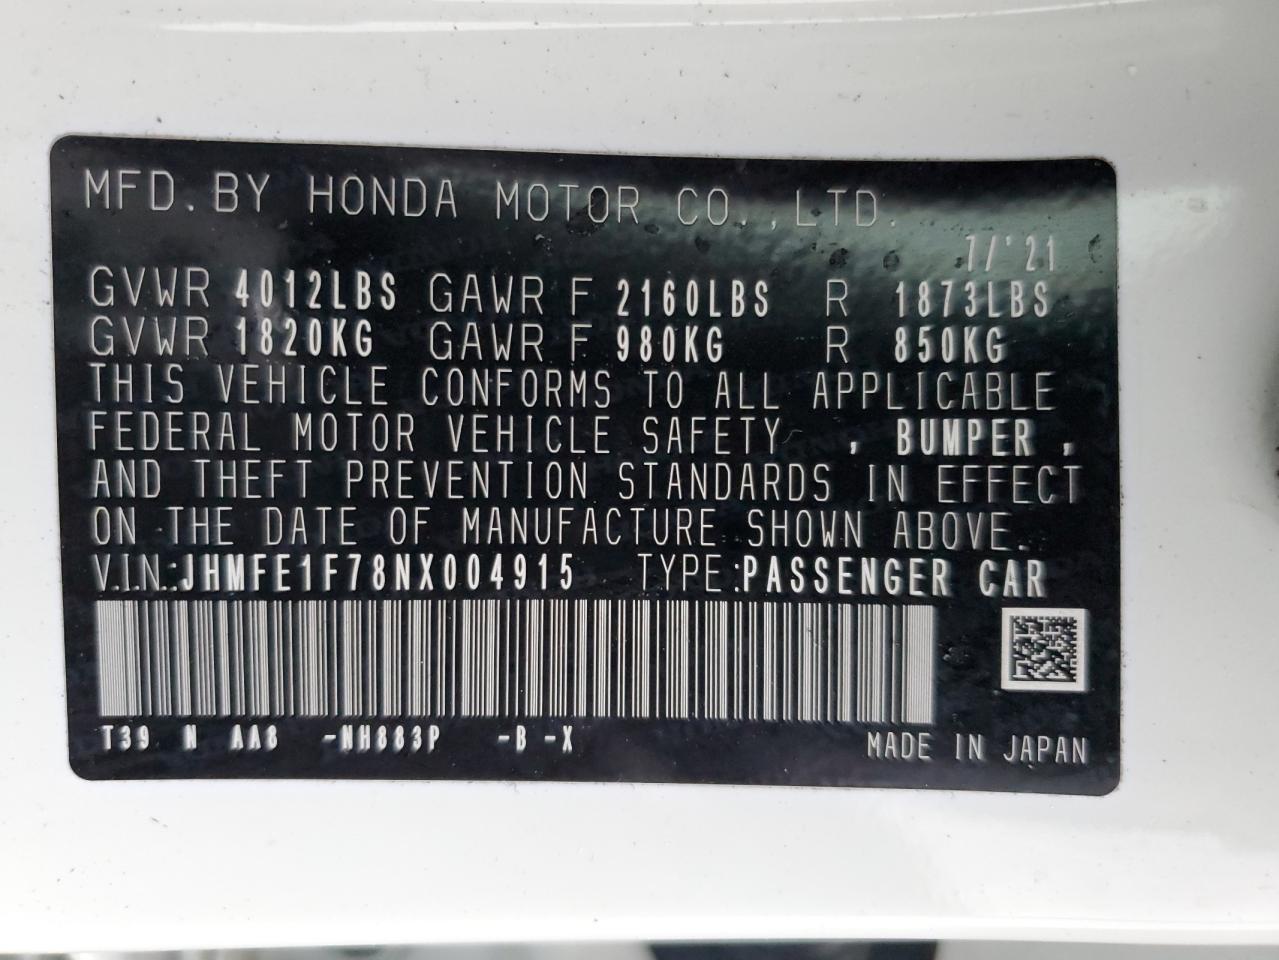 MFD. BY HONDA MOTOR CO., LTD.
7/'21
GVWR 4012LBS GAWR F 2160LBS R 1873LBS
GVWR 1820KG GAWR F 980KG R 850KG
THIS VEHICLE CONFORMS TO ALL APPLICABLE
FEDERAL MOTOR VEHICLE SAFETY , BUMPER ,
AND THEFT PREVENTION STANDARDS IN EFFECT
ON THE DATE OF MANUFACTURE SHOWN ABOVE.
V.I.N.:JHMFE1F78NX004915 TYPE:PASSENGER CAR
T39 N AA8 -NH883P -B -X
MADE IN JAPAN